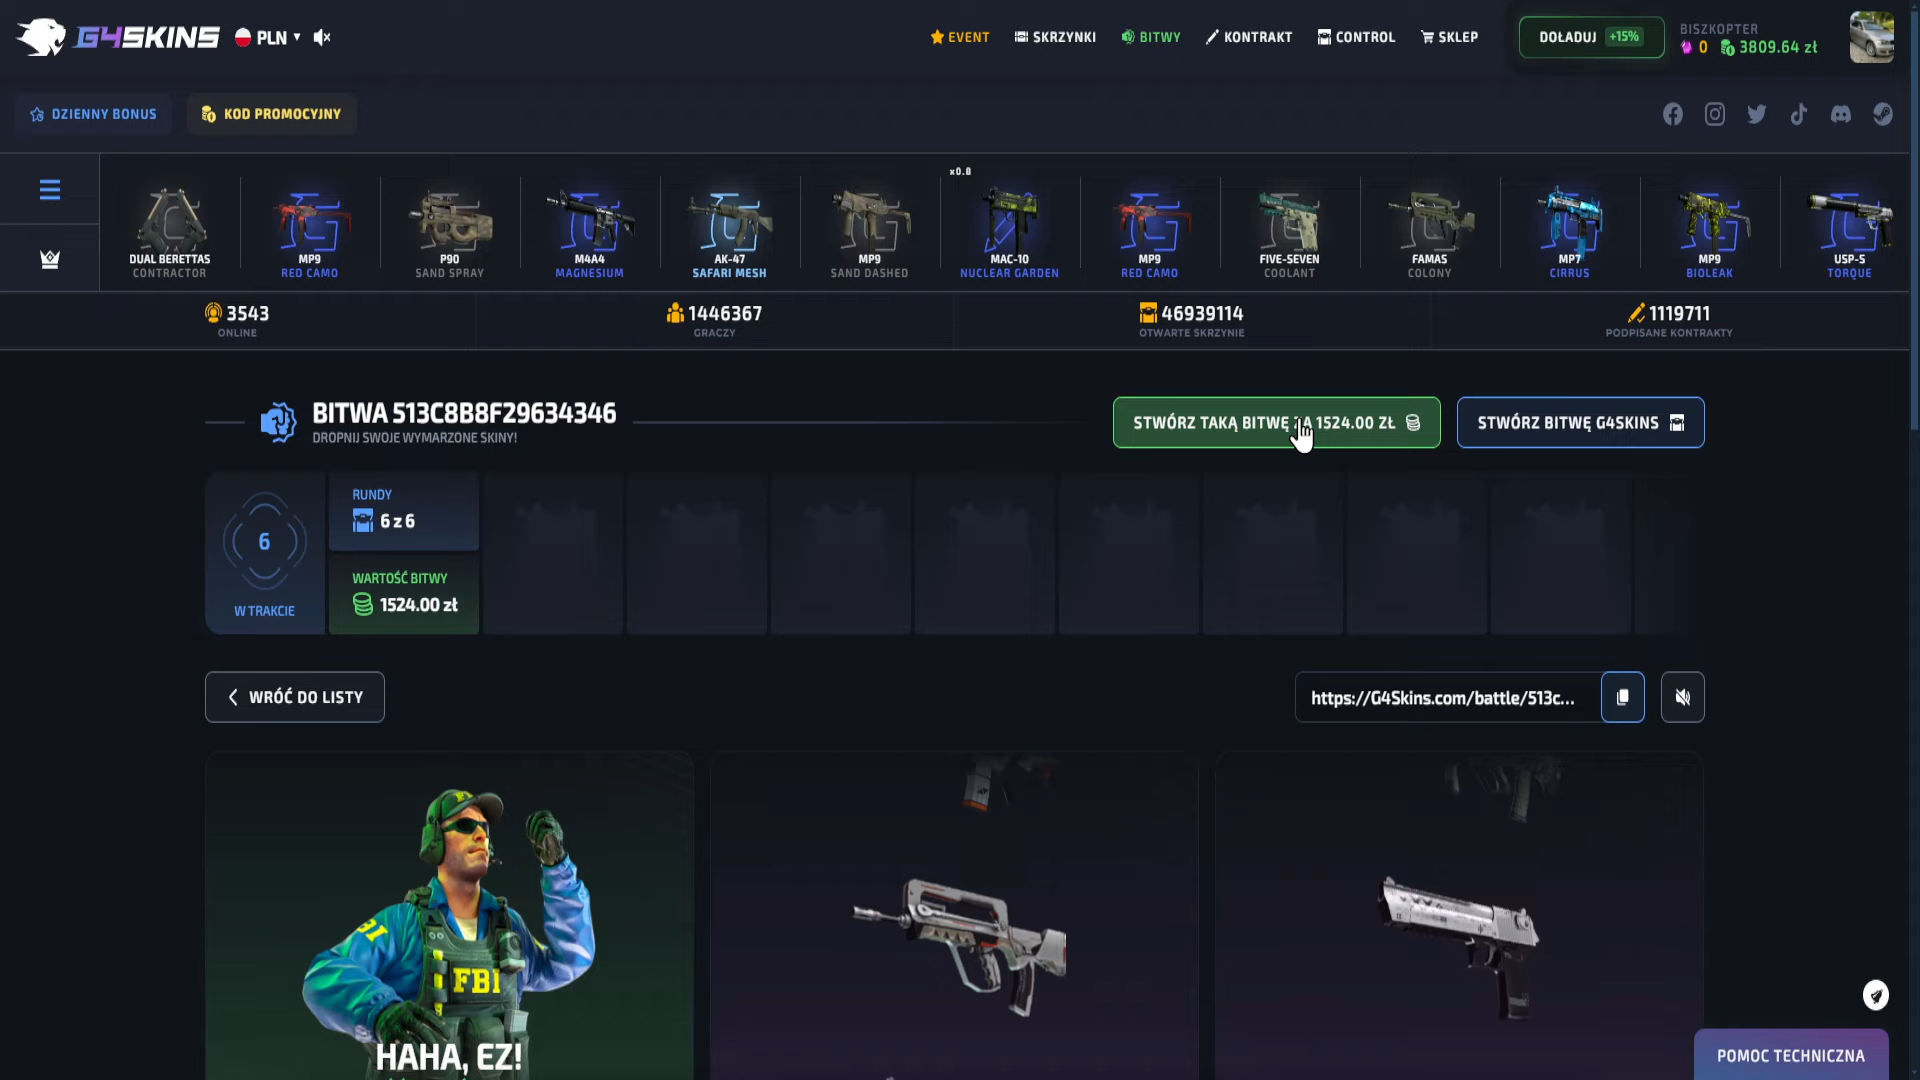 G4SKINS
PLN
EVENT
SKRZYNKI
BITWY
KONTRAKT
CONTROL
SKLEP
DOŁADUJ +15%
BISZKOPTER
0 3809.64 zł
DZIENNY BONUS
KOD PROMOCYJNY
x0.8
DUAL BERETTAS
CONTRACTOR
MP9
RED CAMO
P90
SAND SPRAY
M4A4
MAGNESIUM
AK-47
SAFARI MESH
MP9
SAND DASHED
MAC-10
NUCLEAR GARDEN
MP9
RED CAMO
FIVE-SEVEN
COOLANT
FAMAS
COLONY
MP7
CIRRUS
MP9
BIOLEAK
USP-S
TORQUE
3543
ONLINE
1446367
GRACZY
46939114
OTWARTE SKRZYNIE
1119711
PODPISANE KONTRAKTY
BITWA 513C8B8F29634346
DROPNIJ SWOJE WYMARZONE SKINY!
STWÓRZ TAKĄ BITWĘ ZA 1524.00 ZŁ
STWÓRZ BITWĘ G4SKINS
6
W TRAKCIE
RUNDY
6 z 6
WARTOŚĆ BITWY
1524.00 zł
WRÓĆ DO LISTY
https://G4Skins.com/battle/513c...
FBI
HAHA, EZ!
POMOC TECHNICZNA